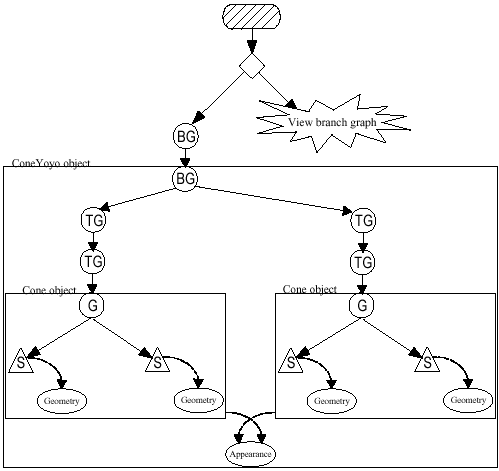 View branch graph
BG
ConeYoyo object
BG
TG
TG
TG
TG
Cone object
Cone object
G
G
S
S
S
S
Geometry
Geometry
Geometry
Geometry
Appearance